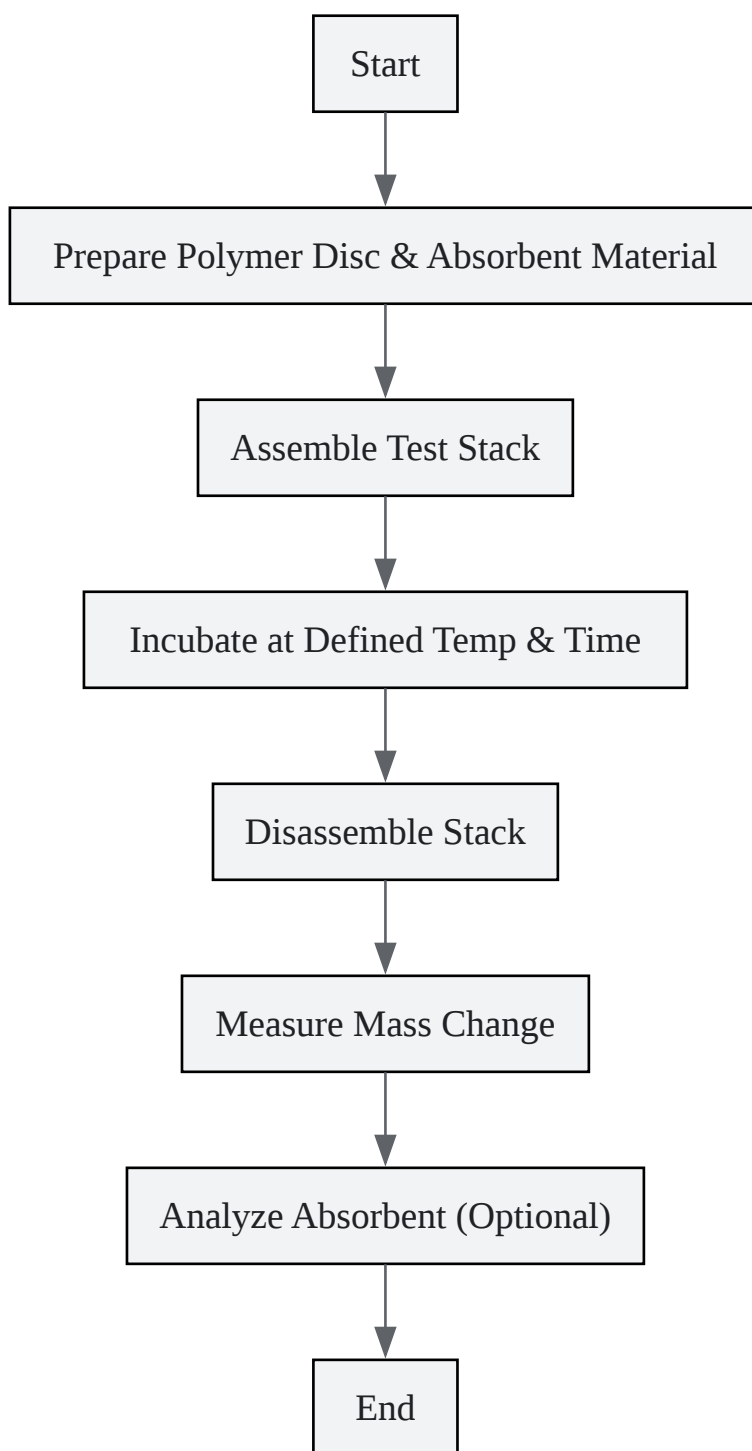 Start
Prepare Polymer Disc & Absorbent Material
Assemble Test Stack
Incubate at Defined Temp & Time
Disassemble Stack
Measure Mass Change
Analyze Absorbent (Optional)
End